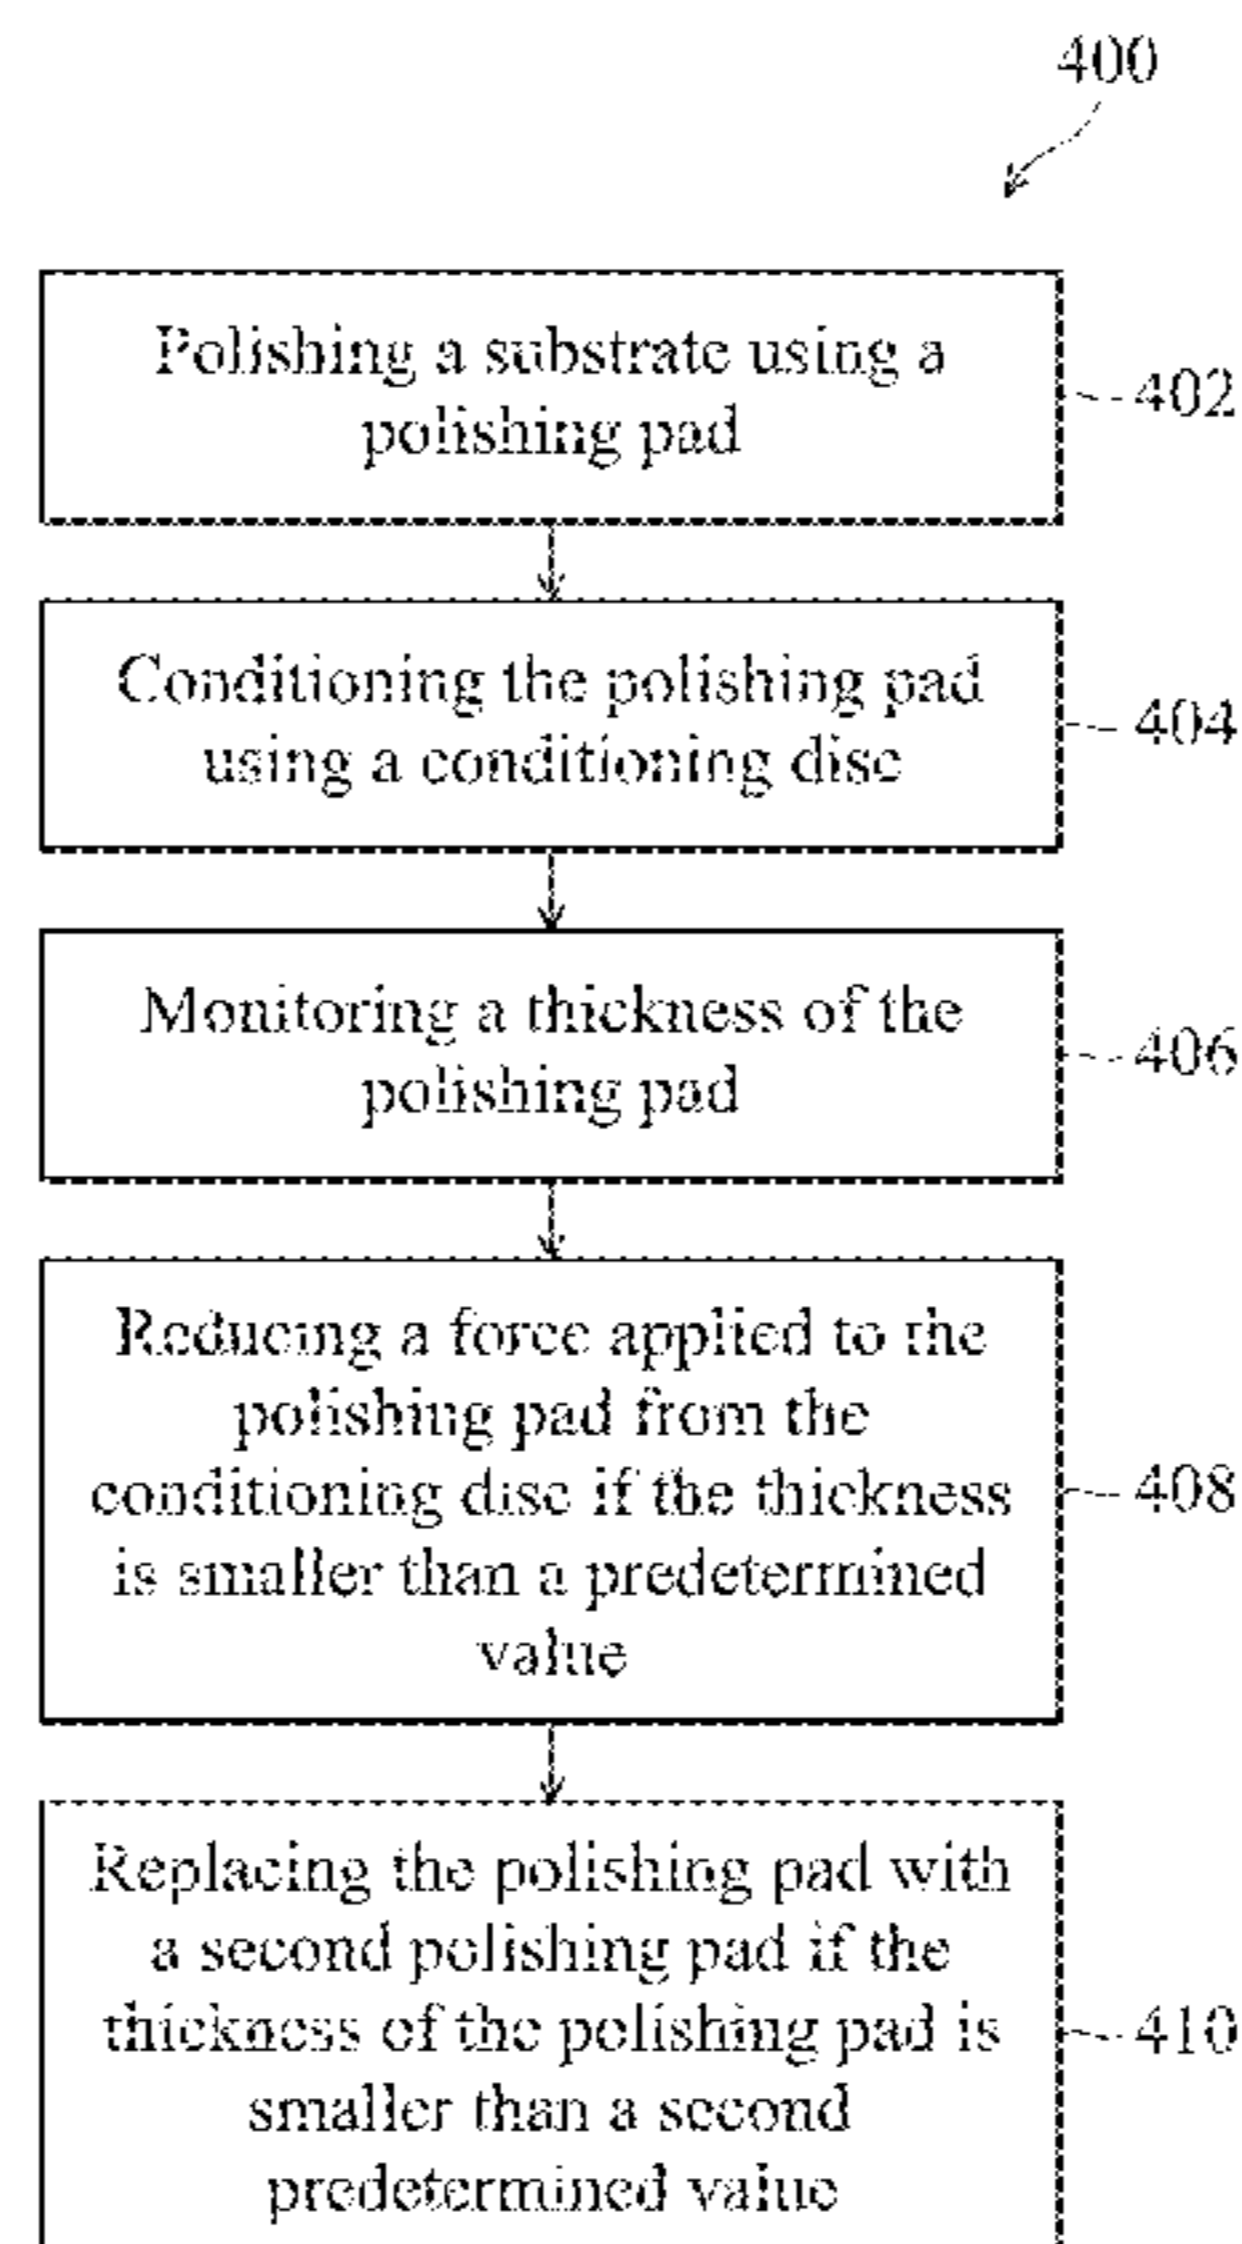 400
Polishing a substrate using a
polishing pad
402
Conditioning the polishing pad
using a conditioning disc
404
Monitoring a thickness of the
polishing pad
406
Reducing a force applied to the
polishing pad from the
conditioning disc if the thickness
is smaller than a predetermined
value
408
Replacing the polishing pad with
a second polishing pad if the
thickness of the polishing pad is
smaller than a second
predetermined value
410